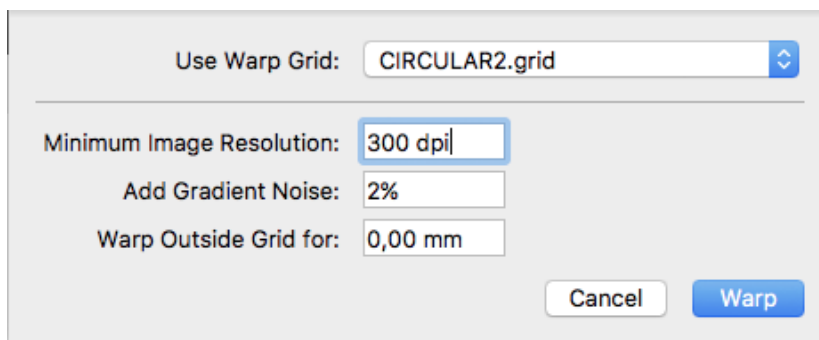 Use Warp Grid: CIRCULAR2.grid
Minimum Image Resolution: 300 dpi
Add Gradient Noise: 2%
Warp Outside Grid for: 0,00 mm
Cancel Warp